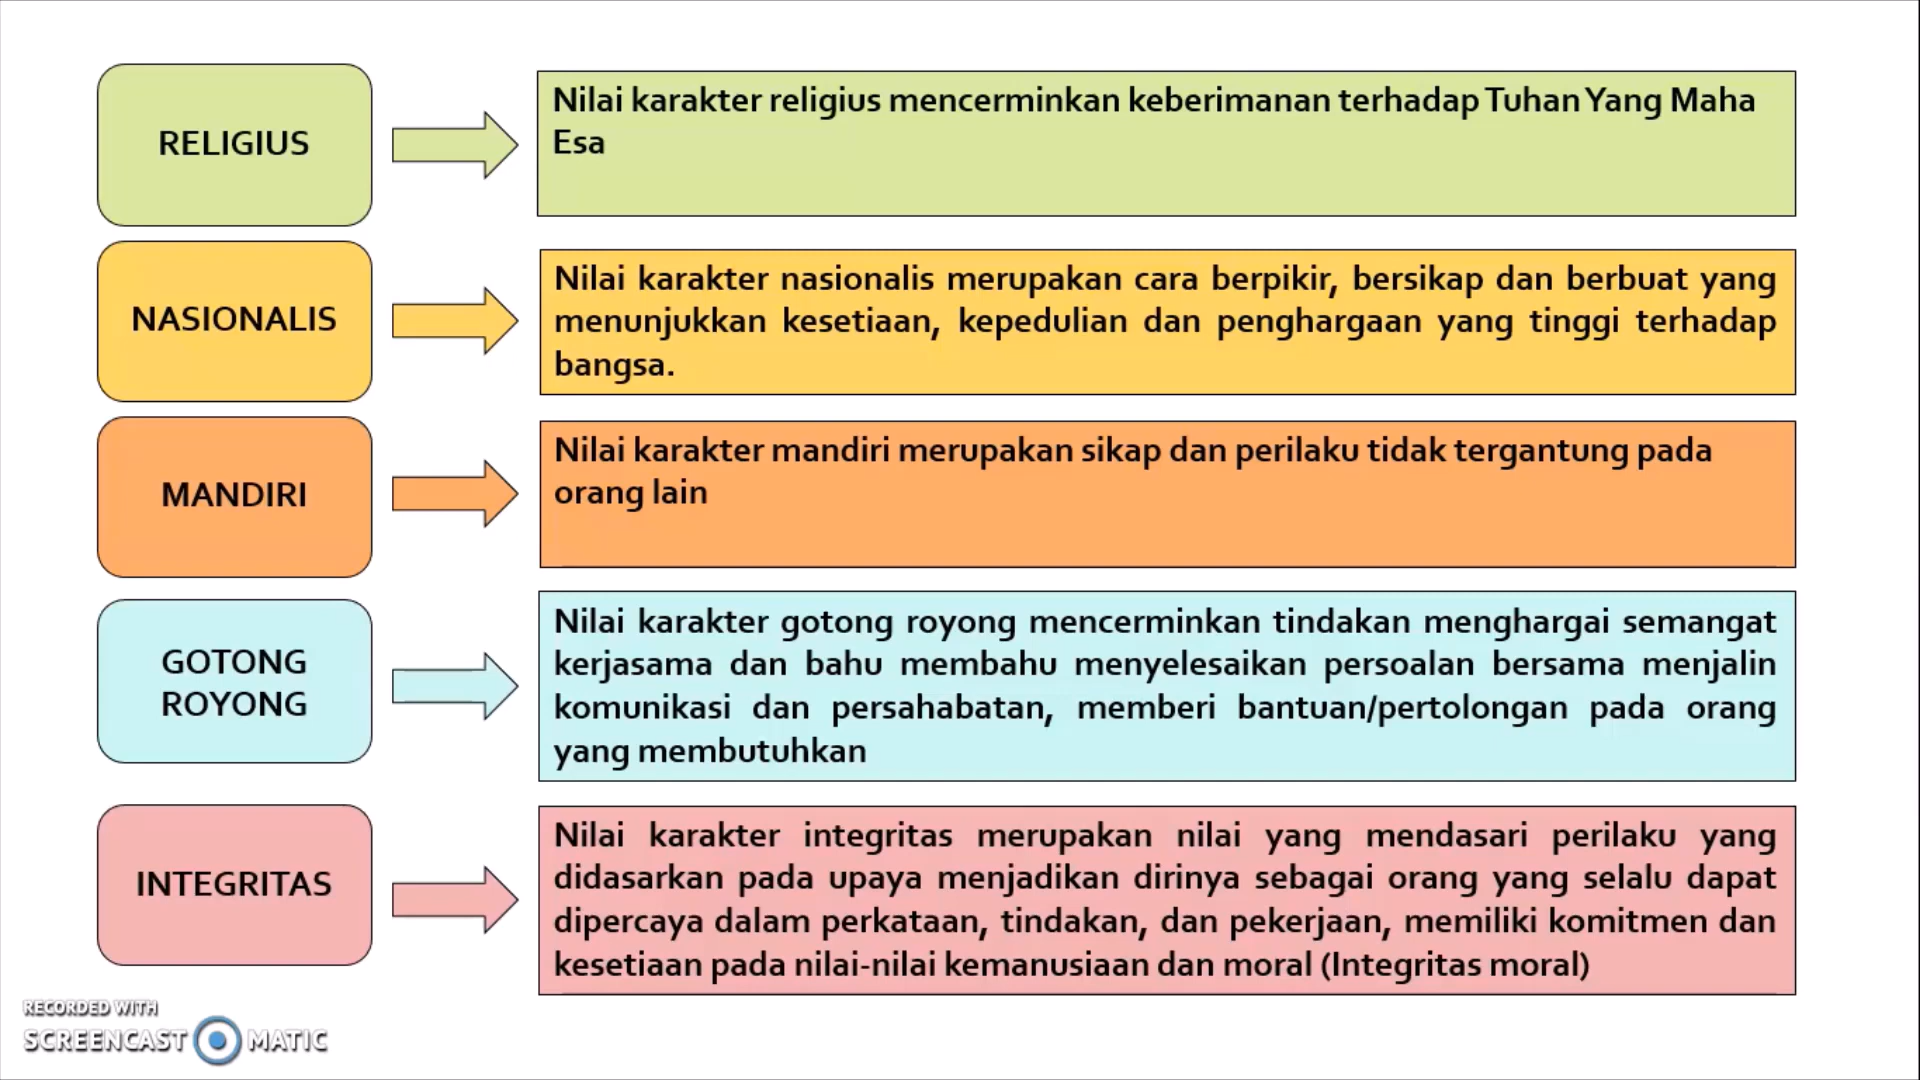 RELIGIUS
Nilai karakter religius mencerminkan keberimanan terhadap Tuhan Yang Maha
Esa
NASIONALIS
Nilai karakter nasionalis merupakan cara berpikir, bersikap dan berbuat yang
menunjukkan kesetiaan, kepedulian dan penghargaan yang tinggi terhadap
bangsa.
MANDIRI
Nilai karakter mandiri merupakan sikap dan perilaku tidak tergantung pada
orang lain
GOTONG
ROYONG
Nilai karakter gotong royong mencerminkan tindakan menghargai semangat
kerjasama dan bahu membahu menyelesaikan persoalan bersama menjalin
komunikasi dan persahabatan, memberi bantuan/pertolongan pada orang
yang membutuhkan
INTEGRITAS
Nilai karakter integritas merupakan nilai yang mendasari perilaku yang
didasarkan pada upaya menjadikan dirinya sebagai orang yang selalu dapat
dipercaya dalam perkataan, tindakan, dan pekerjaan, memiliki komitmen dan
kesetiaan pada nilai-nilai kemanusiaan dan moral (Integritas moral)
RECORDED WITH
SCREENCAST MATIC